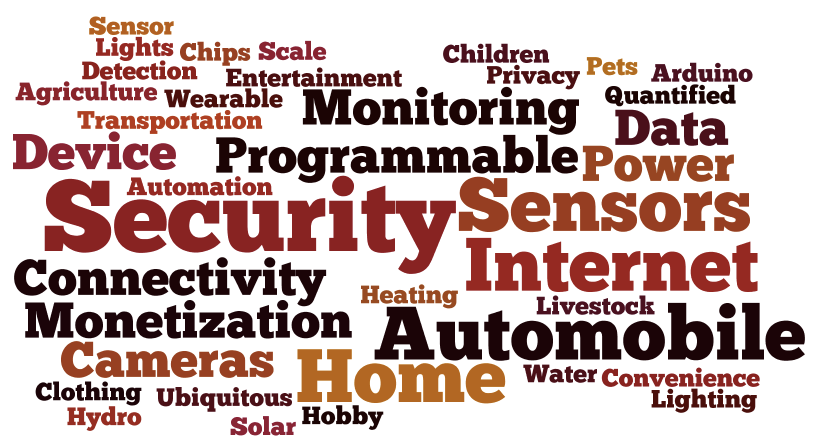 Sensor
Lights Chips Scale
Children
Detection
Entertainment
Privacy Pets Arduino
Agriculture Wearable
Monitoring
Quantified
Transportation
Data
Device
Programmable
Power
Automation
Security
Sensors
Internet
Connectivity
Heating
Livestock
Monetization
Automobile
Cameras
Home
Water Convenience
Clothing Ubiquitous
Lighting
Hydro
Solar
Hobby